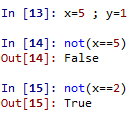 In [13]: x=5 ; y=1
In [14]: not(x==5)
Out[14]: False
In [15]: not(x==2)
Out[15]: True